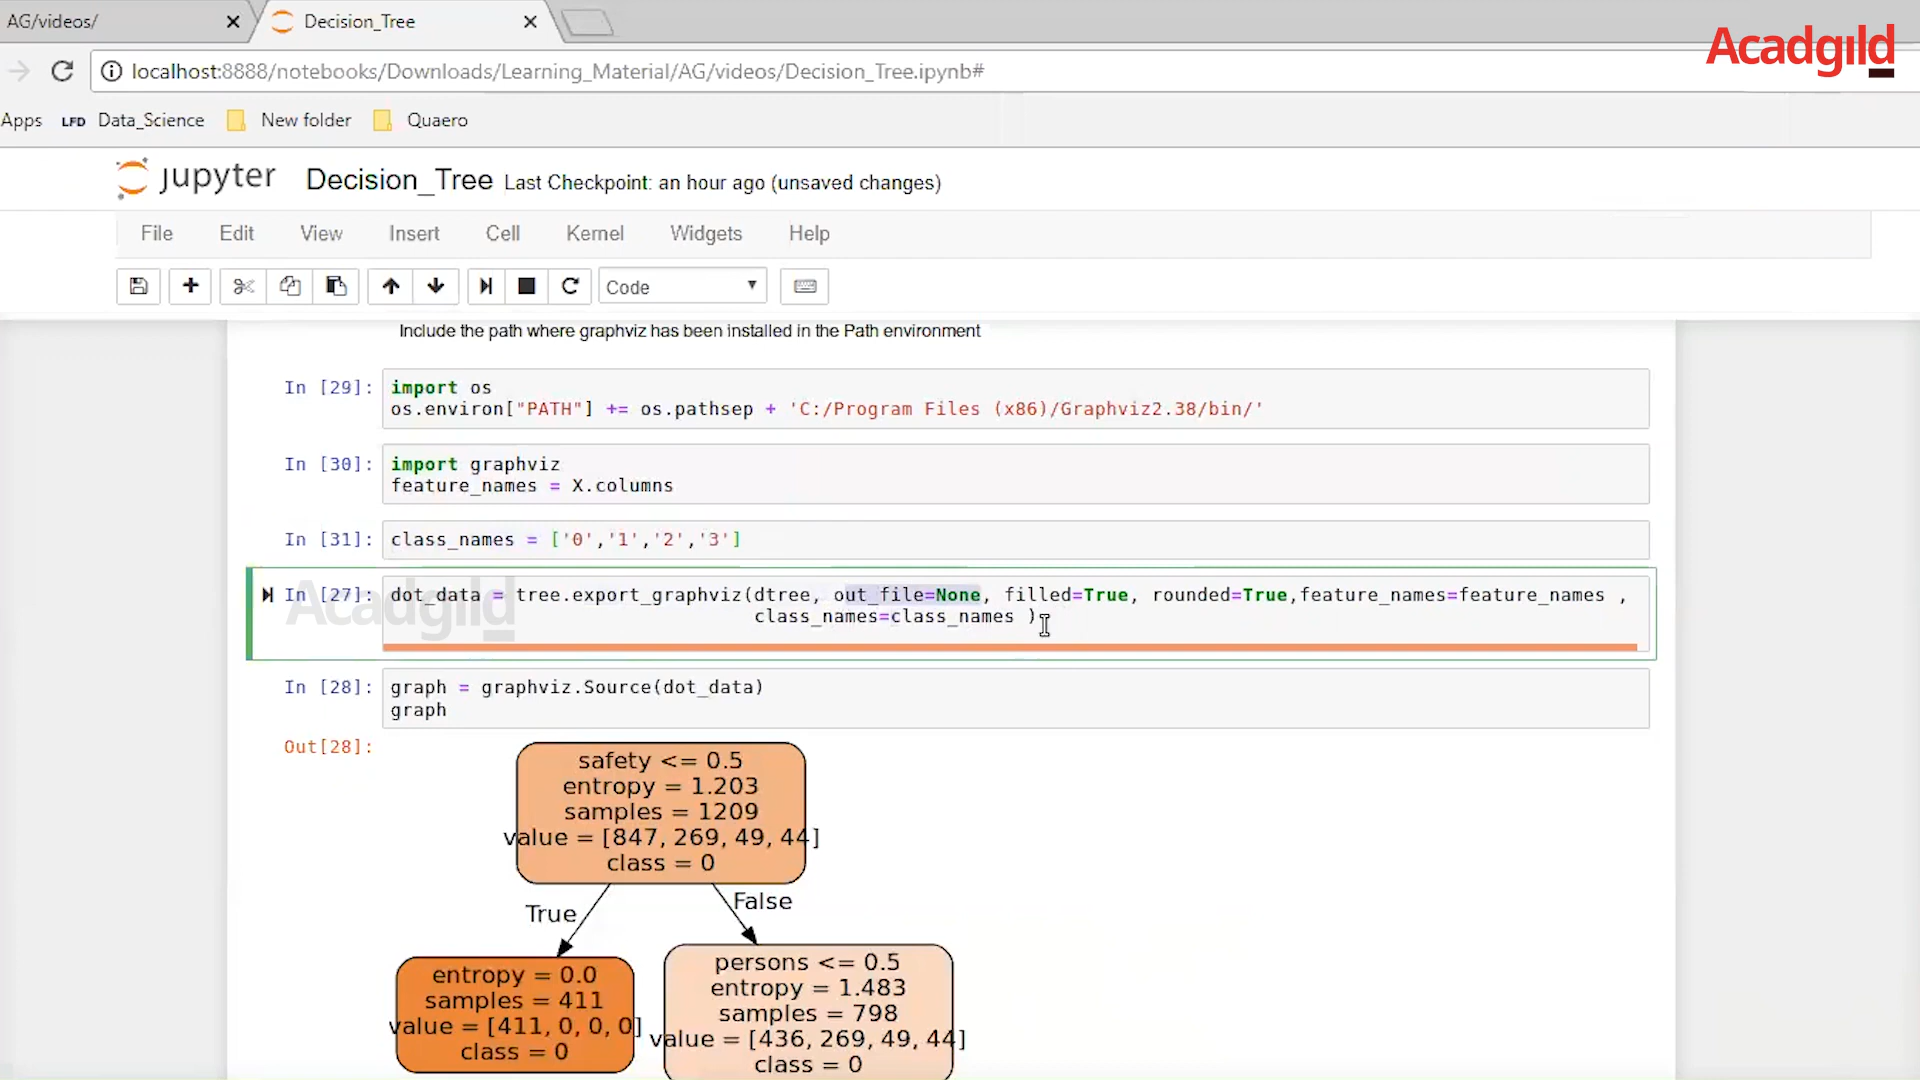 AG/videos/
Decision_Tree
Acadgıld
localhost:8888/notebooks/Downloads/Learning_Material/AG/videos/Decision_Tree.ipynb#
Apps LFD Data_Science New folder Quaero
jupyter Decision_Tree Last Checkpoint: an hour ago (unsaved changes)
File Edit View Insert Cell Kernel Widgets Help
Code
Include the path where graphviz has been installed in the Path environment
In [29]: import os
os.environ["PATH"] += os.pathsep + 'C:/Program Files (x86)/Graphviz2.38/bin/'
In [30]: import graphviz
feature_names = X.columns
In [31]: class_names = ['0','1','2','3']
Acadgild
In [27]: dot_data = tree.export_graphviz(dtree, out_file=None, filled=True, rounded=True,feature_names=feature_names ,
class_names=class_names )
In [28]: graph = graphviz.Source(dot_data)
graph
Out[28]:
safety <= 0.5
entropy = 1.203
samples = 1209
value = [847, 269, 49, 44]
class = 0
True
False
entropy = 0.0
samples = 411
value = [411, 0, 0, 0]
class = 0
persons <= 0.5
entropy = 1.483
samples = 798
value = [436, 269, 49, 44]
class = 0